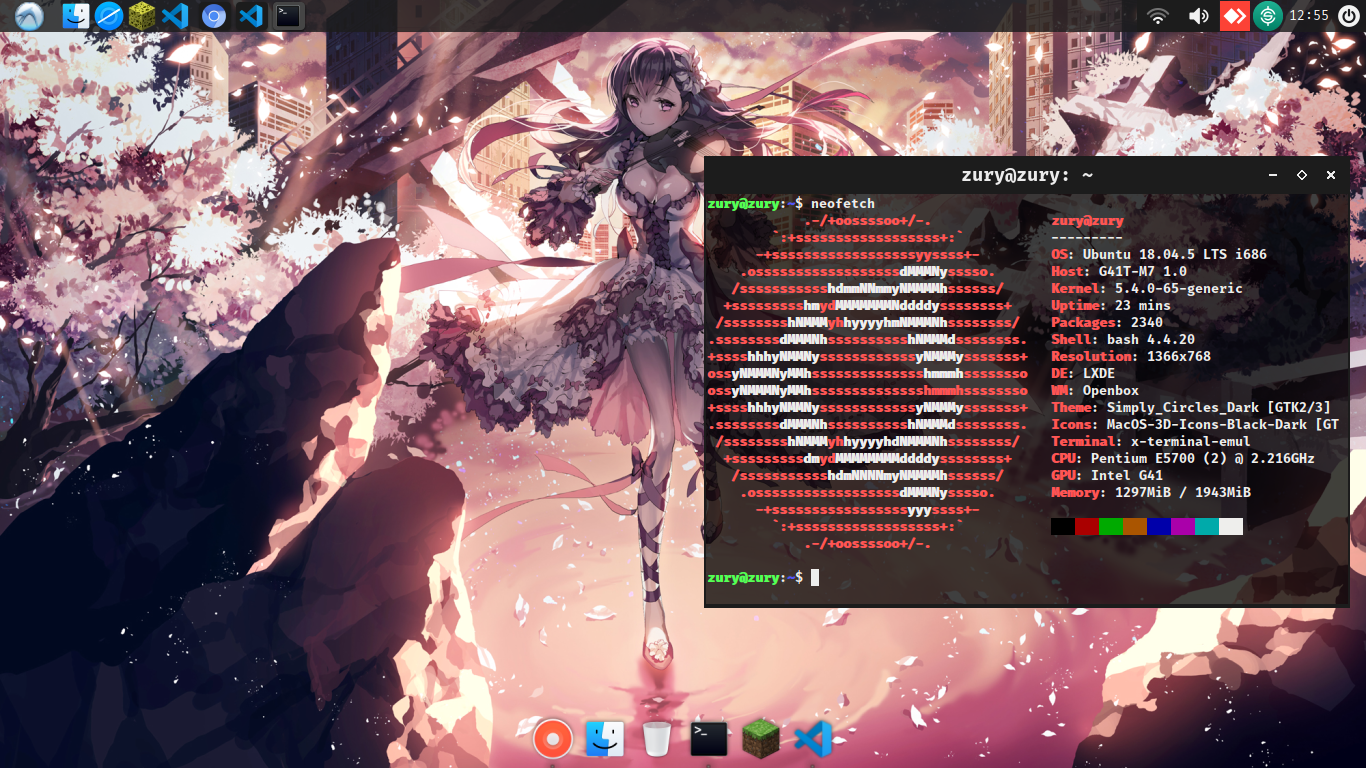 12:55
zury@zury: ~
zury@zury:~$ neofetch
.-/+oossssoo+/-. zury@zury
`:+ssssssssssssssssss+:` ---------
-+ssssssssssssssssssyyssss+- OS: Ubuntu 18.04.5 LTS i686
.ossssssssssssssssssdMMMNysssso. Host: G41T-M7 1.0
/ssssssssssshdmmNNmmyNMMMMhssssss/ Kernel: 5.4.0-65-generic
+ssssssssshmydMMMMMMMNddddyssssssss+ Uptime: 23 mins
/sssssssshNMMMyhhyyyyhmNMMMNhssssssss/ Packages: 2340
.ssssssssdMMMNhsssssssssshNMMMdssssssss. Shell: bash 4.4.20
+sssshhhyNMMNyssssssssssssyNMMMysssssss+ Resolution: 1366x768
ossyNMMMNyMMhsssssssssssssshmmmhssssssso DE: LXDE
ossyNMMMNyMMhsssssssssssssshmmmhssssssso WM: Openbox
+sssshhhyNMMNyssssssssssssyNMMMysssssss+ Theme: Simply_Circles_Dark [GTK2/3]
.ssssssssdMMMNhsssssssssshNMMMdssssssss. Icons: MacOS-3D-Icons-Black-Dark [GT
/sssssssshNMMMyhhyyyyhdNMMMNhssssssss/ Terminal: x-terminal-emul
+sssssssssdmydMMMMMMMMddddyssssssss+ CPU: Pentium E5700 (2) @ 2.216GHz
/ssssssssssshdmNNNNmyNMMMMhssssss/ GPU: Intel G41
.ossssssssssssssssssdMMMNysssso. Memory: 1297MiB / 1943MiB
-+sssssssssssssssssyyyssss+-
`:+ssssssssssssssssss+:`
.-/+oossssoo+/-.
zury@zury:~$